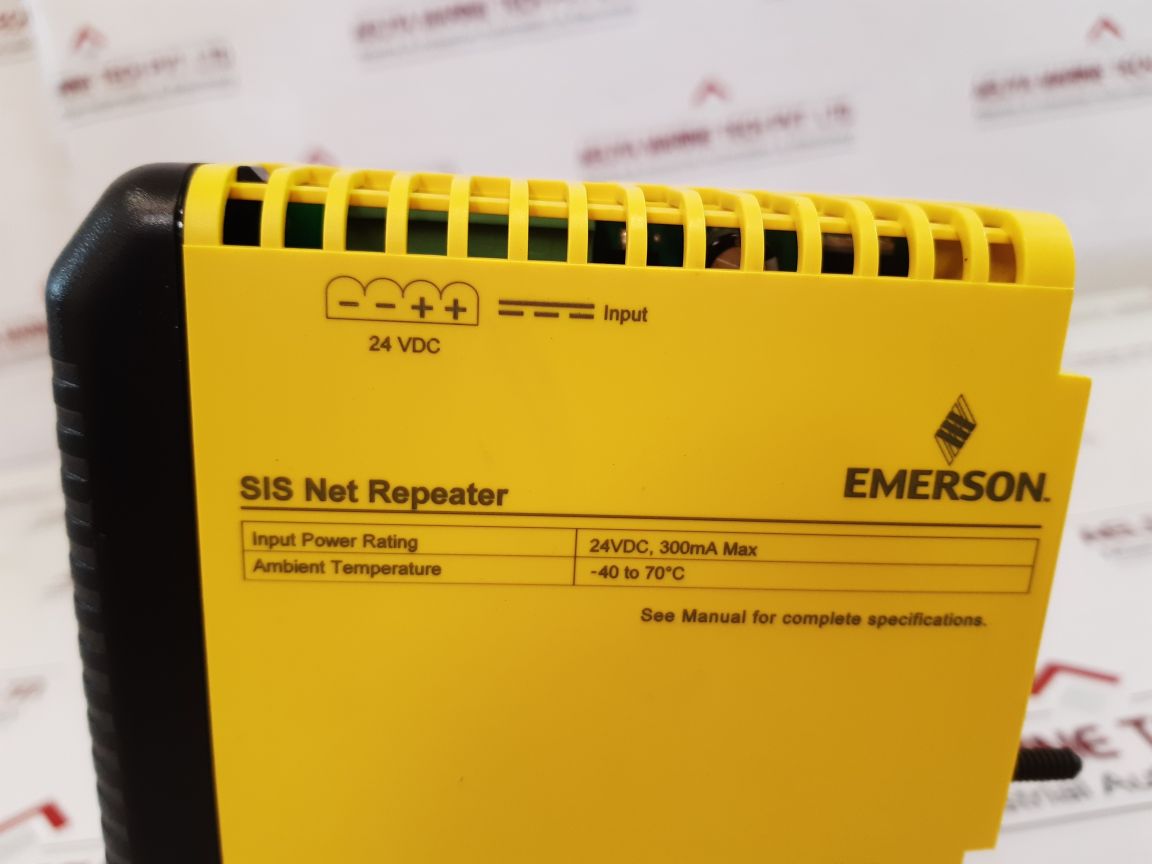 - - + +
Input
24 VDC
EMERSON.
SIS Net Repeater
Input Power Rating 24VDC, 300mA Max
Ambient Temperature -40 to 70°C
See Manual for complete specifications.